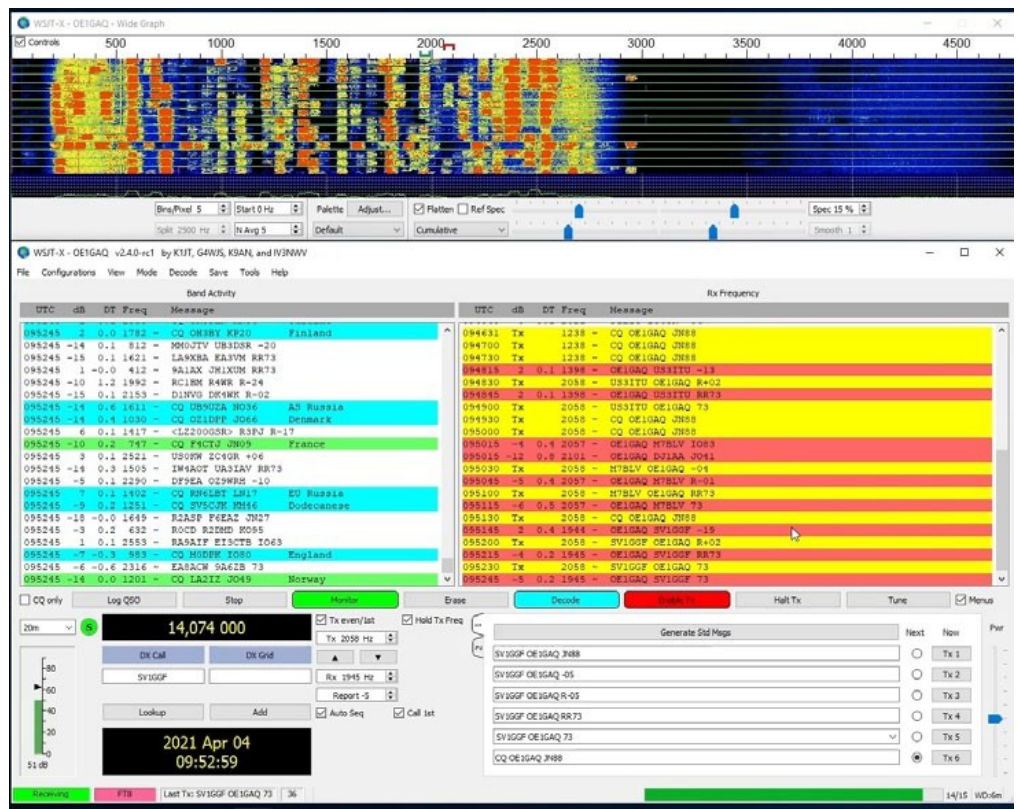 WSJT-X - OE1GAQ - Wide Graph
Controls 500 1000 1500 2000 2500 3000 3500 4000 4500
Bins/Pixel 5 Start 0 Hz Palette Adjust... Flatten Ref Spec Spec 15 %
Split 2500 Hz N Avg 5 Default Cumulative Smooth 1
WSJT-X - OE1GAQ v2.4.0-rc1 by K1JT, G4WJS, K9AN, and IV3NWV
File Configurations View Mode Decode Save Tools Help
Band Activity
UTC dB DT Freq Message
095245 2 0.0 1782 ~ CQ OH3BY KP20 Finland
095245 -14 0.1 812 ~ MM0JTV UB3DSR -20
095245 -15 0.1 1621 ~ LA9XBA EA3VM RR73
095245 1 -0.0 412 ~ 9A1AX JH1XUM RR73
095245 -10 1.2 1992 ~ RC1BM R4WR R-24
095245 -15 0.1 2153 ~ D1NVG DK4WK R-02
095245 -14 0.6 1611 ~ CQ UB9UZA NO36 AS Russia
095245 -14 0.4 1030 ~ CQ OZ1DPP JO66 Denmark
095245 6 0.1 1417 ~ <LZ200GSR> R3PJ R-17
095245 -10 0.2 747 ~ CQ F4CTJ JN09 France
095245 3 0.1 2521 ~ US0KW ZC4GR +06
095245 -14 0.3 1505 ~ IW4AOT UA3IAV RR73
095245 -5 0.1 2290 ~ DF9EA OZ9WRH -10
095245 7 0.1 1402 ~ CQ RN6LBT LN17 EU Russia
095245 -9 0.2 1251 ~ CQ SV5CJK KM46 Dodecanese
095245 -18 -0.0 1649 ~ R2ASP F6EAZ JN27
095245 -3 0.2 632 ~ R0CD R2DMD KO95
095245 1 0.1 2553 ~ RA9AIF EI3CTB IO63
095245 -7 -0.3 983 ~ CQ M0DPK IO80 England
095245 -6 -0.6 2316 ~ EA8ACW 9A6ZB 73
095245 -14 0.0 1201 ~ CQ LA2IZ JO49 Norway
Rx Frequency
UTC dB DT Freq Message
094631 Tx 1238 ~ CQ OE1GAQ JN88
094700 Tx 1238 ~ CQ OE1GAQ JN88
094730 Tx 1238 ~ CQ OE1GAQ JN88
094815 2 0.1 1398 ~ OE1GAQ US3ITU -13
094830 Tx 2058 ~ US3ITU OE1GAQ R+02
094845 2 0.1 1398 ~ OE1GAQ US3ITU RR73
094900 Tx 2058 ~ US3ITU OE1GAQ 73
094930 Tx 2058 ~ CQ OE1GAQ JN88
095000 Tx 2058 ~ CQ OE1GAQ JN88
095015 -4 0.4 2057 ~ OE1GAQ M7BLV IO83
095015 -12 0.8 2101 ~ OE1GAQ DJ1AA JO41
095030 Tx 2058 ~ M7BLV OE1GAQ -04
095045 -5 0.4 2057 ~ OE1GAQ M7BLV R-01
095100 Tx 2058 ~ M7BLV OE1GAQ RR73
095115 -6 0.5 2057 ~ OE1GAQ M7BLV 73
095130 Tx 2058 ~ CQ OE1GAQ JN88
095145 2 0.4 1944 ~ OE1GAQ SV1GGF -19
095200 Tx 2058 ~ SV1GGF OE1GAQ R+02
095215 -4 0.2 1945 ~ OE1GAQ SV1GGF RR73
095230 Tx 2058 ~ SV1GGF OE1GAQ 73
095245 -5 0.2 1945 ~ OE1GAQ SV1GGF 73
CQ only Log QSO Stop Monitor Erase Decode Enable Tx Halt Tx Tune Menus
20m S 14,074 000
DX Call DX Grid
SV1GGF
Lookup Add
2021 Apr 04
09:52:59
-80
-60
-40
-20
-0
51 dB
Tx even/1st Hold Tx Freq
Tx 2058 Hz
Rx 1945 Hz
Report -5
Auto Seq Call 1st
1
2
Generate Std Msgs Next Now Pwr
SV1GGF OE1GAQ JN88 Tx 1
SV1GGF OE1GAQ -05 Tx 2
SV1GGF OE1GAQ R-05 Tx 3
SV1GGF OE1GAQ RR73 Tx 4
SV1GGF OE1GAQ 73 Tx 5
CQ OE1GAQ JN88 Tx 6
Receiving FT8 Last Tx: SV1GGF OE1GAQ 73 36 14/15 WD:6m